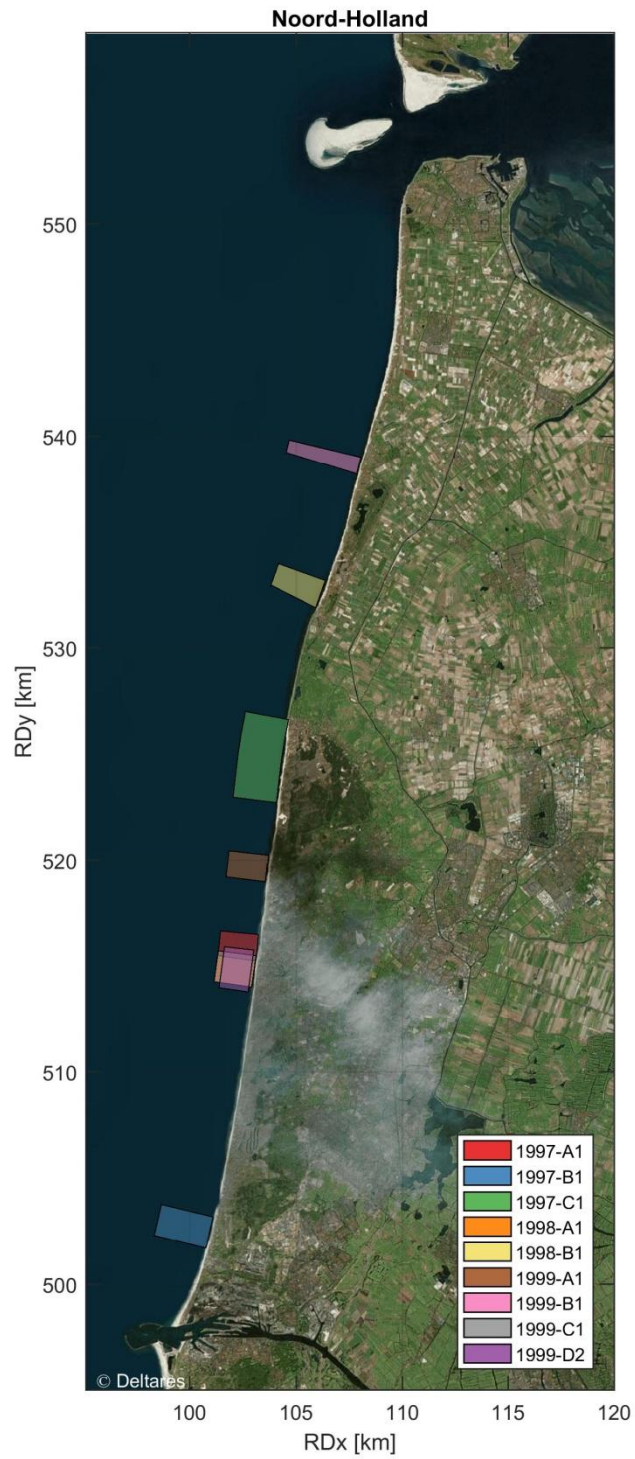 Noord-Holland
550
540
530
520
510
500
RDy [km]
1997-A1
1997-B1
1997-C1
1998-A1
1998-B1
1999-A1
1999-B1
1999-C1
1999-D2
© Deltares
100
105
110
115
120
RDx [km]